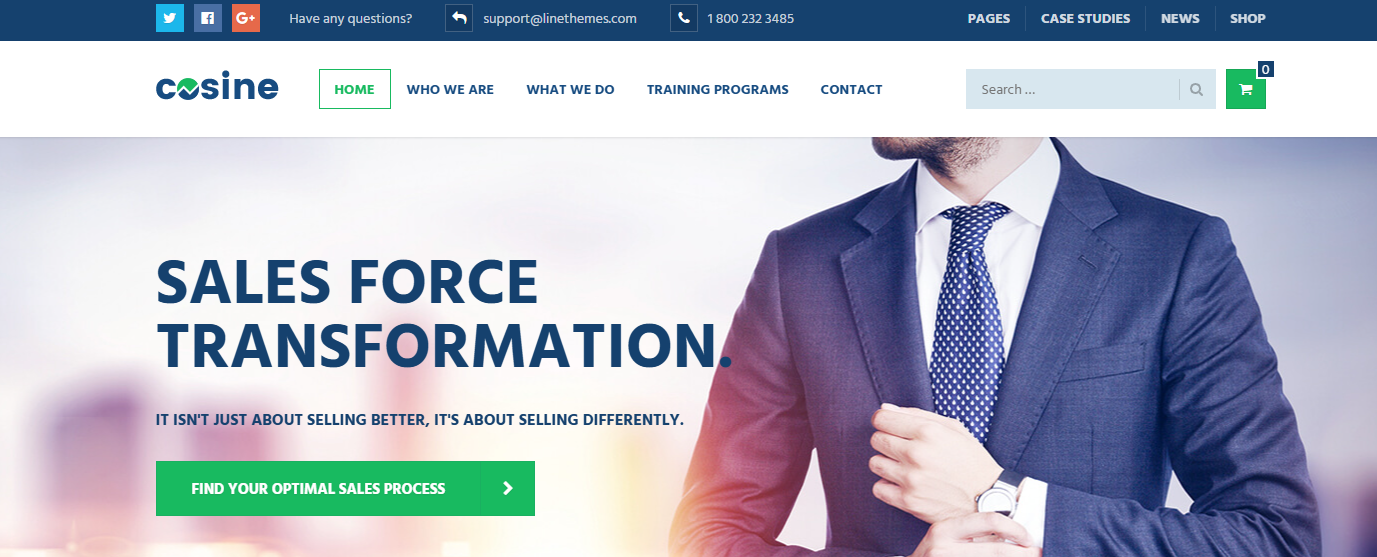 Have any questions? support@linethemes.com 1 800 232 3485 PAGES CASE STUDIES NEWS SHOP
0
cosine HOME WHO WE ARE WHAT WE DO TRAINING PROGRAMS CONTACT Search ...
SALES FORCE
TRANSFORMATION.
IT ISN'T JUST ABOUT SELLING BETTER, IT'S ABOUT SELLING DIFFERENTLY.
FIND YOUR OPTIMAL SALES PROCESS